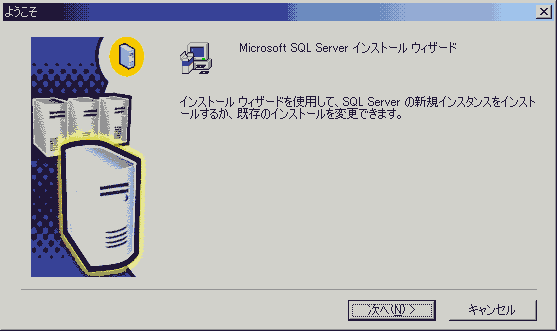 ようこそ
Microsoft SQL Server インストール ウィザード
インストール ウィザードを使用して、SQL Server の新規インスタンスをインスト
ールするか、既存のインストールを変更できます。
次へ(N) >
キャンセル